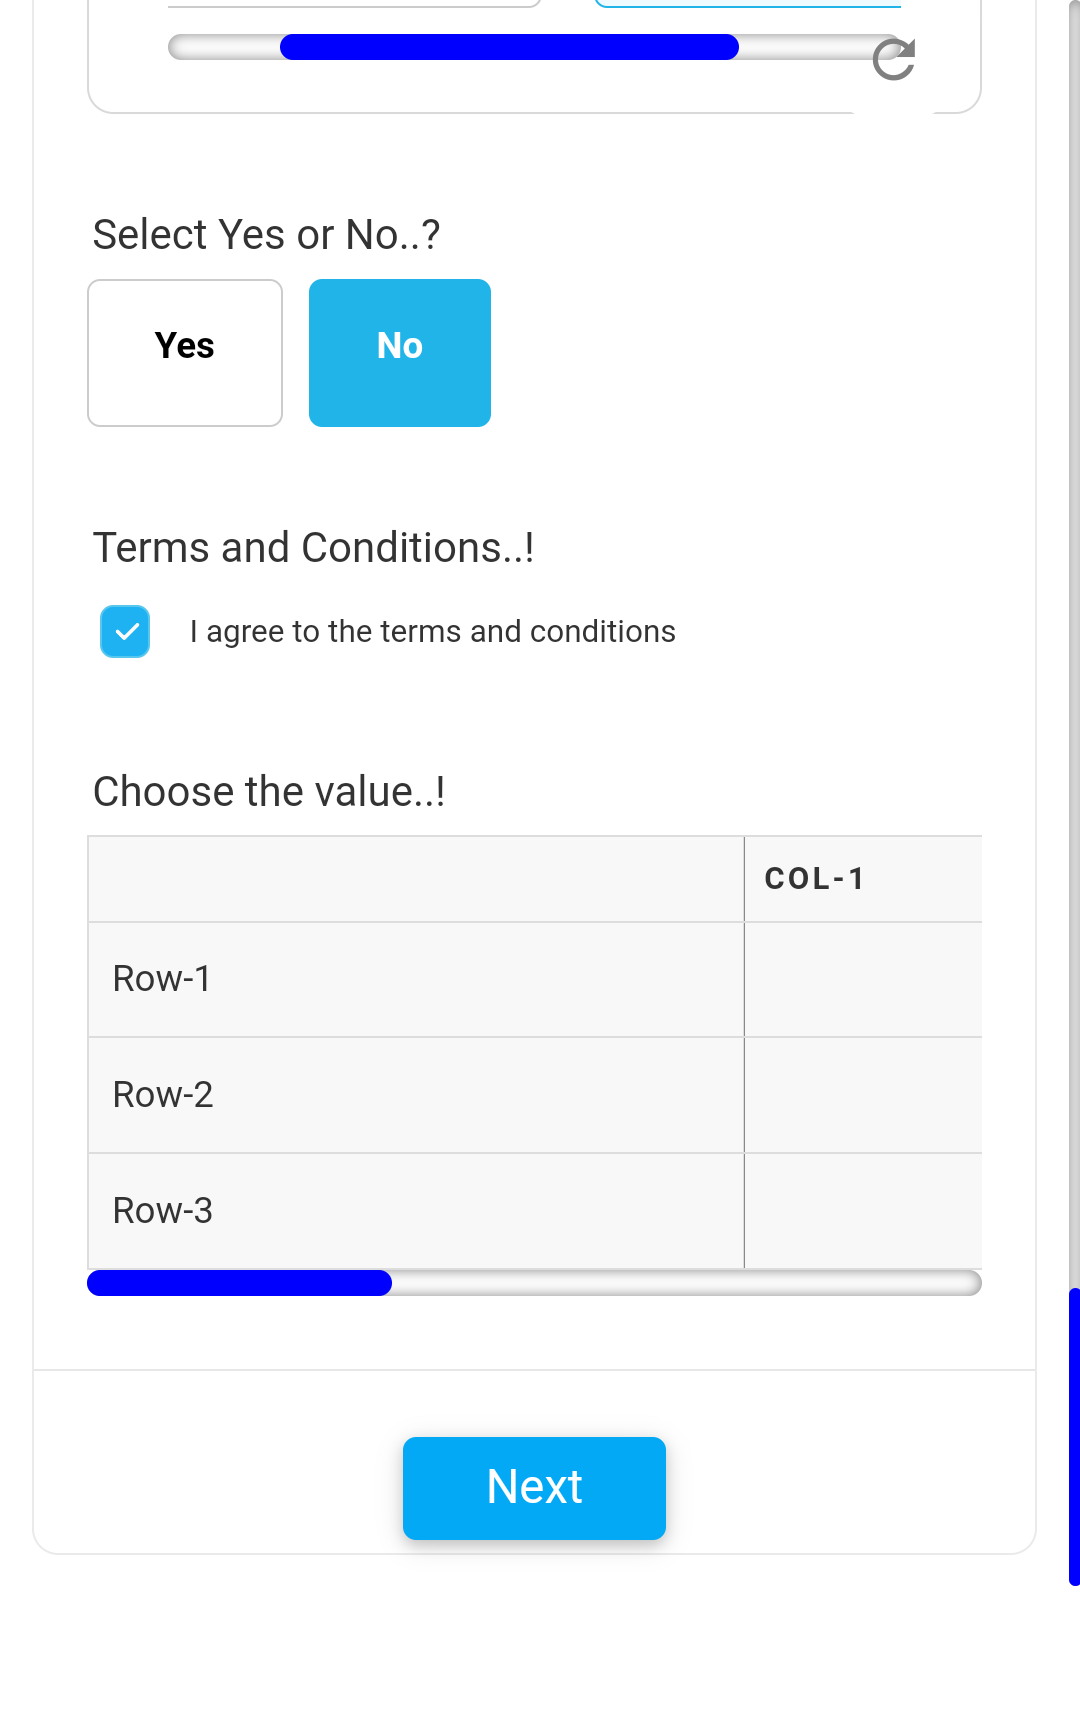 Select Yes or No..?
Yes No
Terms and Conditions..!
I agree to the terms and conditions
Choose the value..!
COL-1
Row-1
Row-2
Row-3
Next